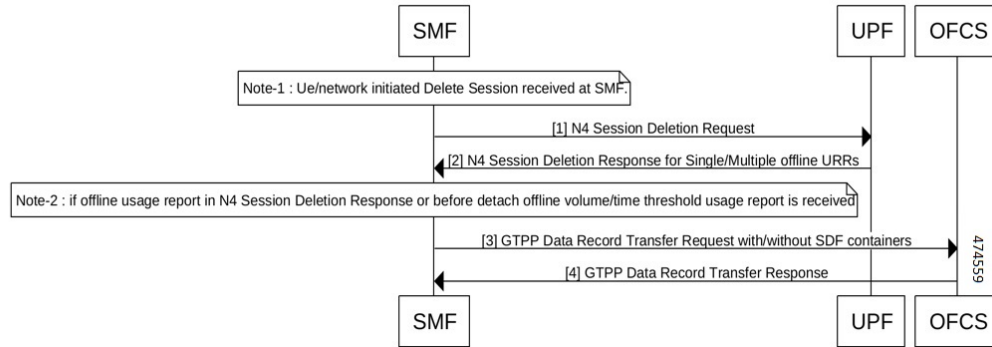 SMF
UPF
OFCS
Note-1 : Ue/network initiated Delete Session received at SMF.
[1] N4 Session Deletion Request
[2] N4 Session Deletion Response for Single/Multiple offline URRs
Note-2 : if offline usage report in N4 Session Deletion Response or before detach offline volume/time threshold usage report is received
[3] GTPP Data Record Transfer Request with/without SDF containers
474559
[4] GTPP Data Record Transfer Response
SMF
UPF
OFCS